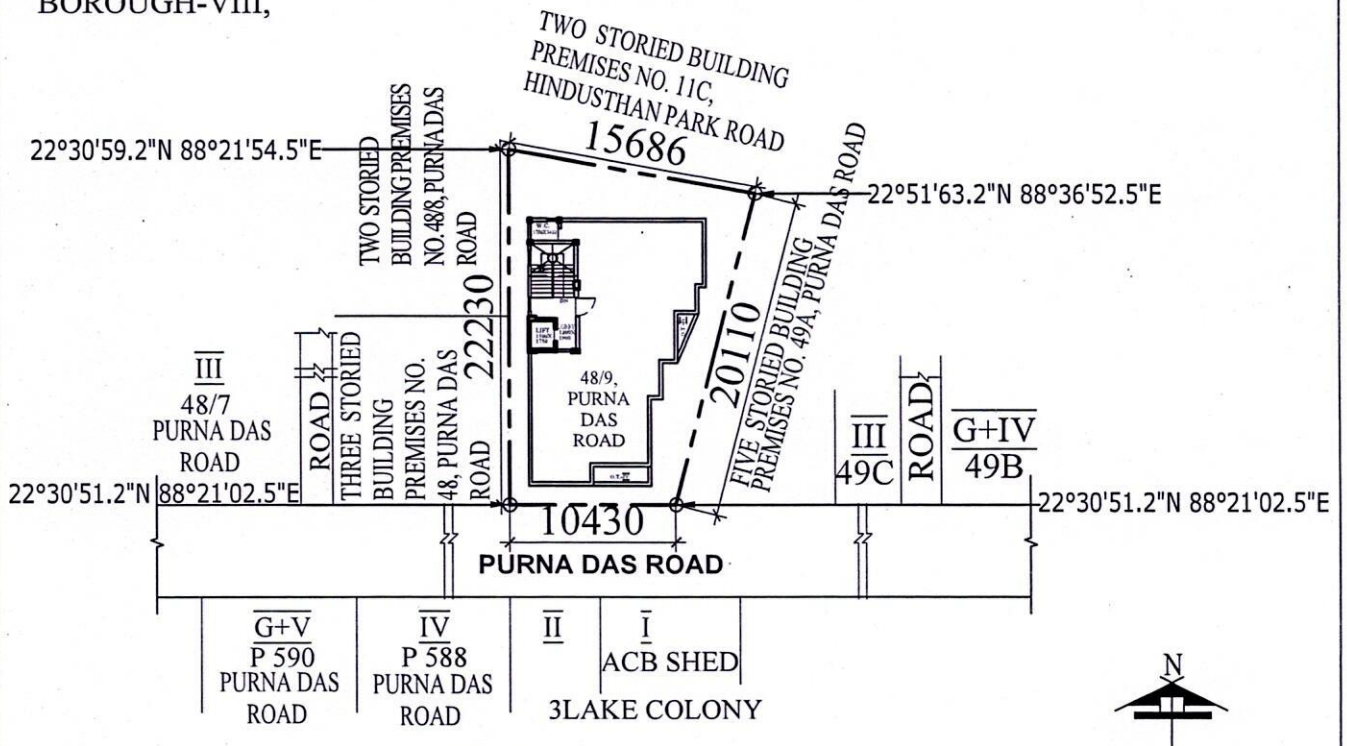 BOROUGH-VIII,
TWO STORIED BUILDING
PREMISES NO. 11C,
HINDUSTHAN PARK ROAD
15686
22°30'59.2"N 88°21'54.5"E
TWO STORIED
BUILDING PREMISES
NO.48/8, PURNA DAS
ROAD
22°51'63.2"N 88°36'52.5"E
22230
20110
FIVE STORIED BUILDING
PREMISES NO. 49A, PURNA DAS ROAD
LIFT
48/9,
PURNA
DAS
ROAD
III
48/7
PURNA DAS
ROAD
ROAD
THREE STORIED
BUILDING
PREMISES NO.
48, PURNA DAS
ROAD
III
49C
ROAD
G+IV
49B
22°30'51.2"N 88°21'02.5"E
22°30'51.2"N 88°21'02.5"E
10430
PURNA DAS ROAD
G+V
P 590
PURNA DAS
ROAD
IV
P 588
PURNA DAS
ROAD
II
I
ACB SHED
3LAKE COLONY
N